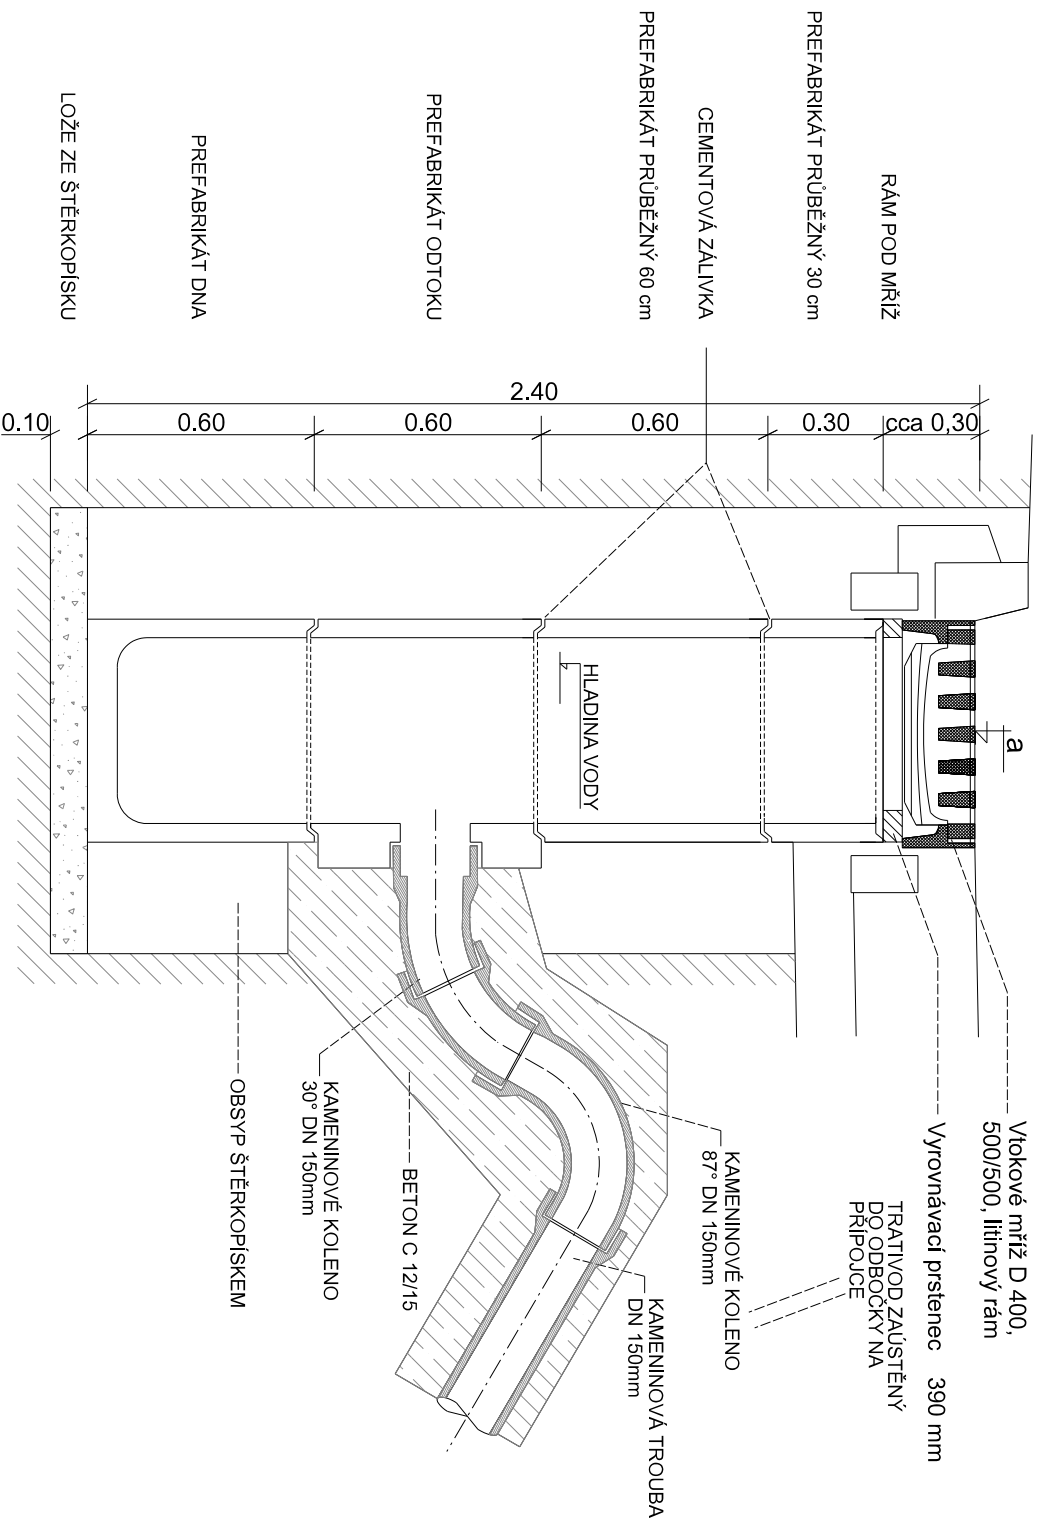 Vtokové mříž D 400,
500/500, litinový rám
Vyrovnávací prstenec 390 mm
TRATIVOD ZAÚSTĚNÝ
DO ODBOČKY NA
PŘÍPOJCE
KAMENINOVÉ KOLENO
87° DN 150mm
KAMENINOVÁ TROUBA
DN 150mm
BETON C 12/15
KAMENINOVÉ KOLENO
30° DN 150mm
OBSYP ŠTĚRKOPÍSKEM
a
HLADINA VODY
RÁM POD MŘÍŽ
PREFABRIKÁT PRŮBĚŽNÝ 30 cm
CEMENTOVÁ ZÁLIVKA
PREFABRIKÁT PRŮBĚŽNÝ 60 cm
PREFABRIKÁT ODTOKU
PREFABRIKÁT DNA
LOŽE ZE ŠTĚRKOPÍSKU
2.40
cca 0,30
0.30
0.60
0.60
0.60
0.10